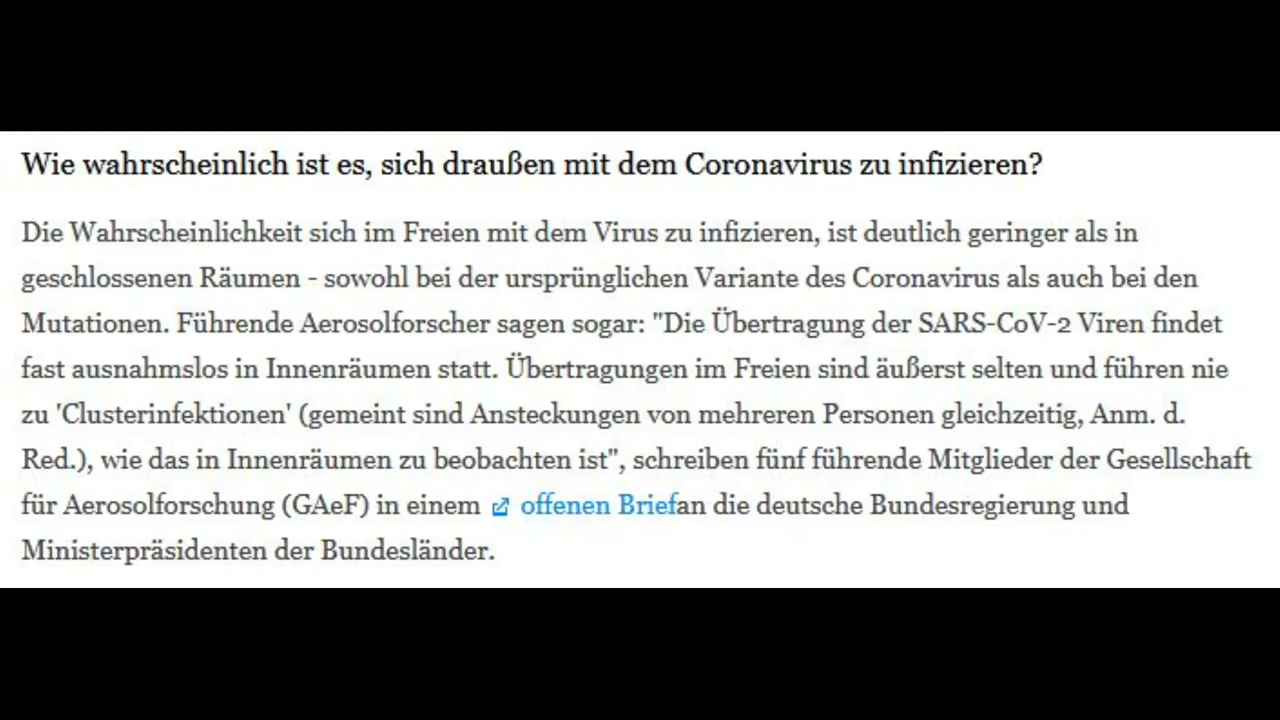 Wie wahrscheinlich ist es, sich draußen mit dem Coronavirus zu infizieren?
Die Wahrscheinlichkeit sich im Freien mit dem Virus zu infizieren, ist deutlich geringer als in
geschlossenen Räumen - sowohl bei der ursprünglichen Variante des Coronavirus als auch bei den
Mutationen. Führende Aerosolforscher sagen sogar: "Die Übertragung der SARS-CoV-2 Viren findet
fast ausnahmslos in Innenräumen statt. Übertragungen im Freien sind äußerst selten und führen nie
zu 'Clusterinfektionen' (gemeint sind Ansteckungen von mehreren Personen gleichzeitig, Anm. d.
Red.), wie das in Innenräumen zu beobachten ist", schreiben fünf führende Mitglieder der Gesellschaft
für Aerosolforschung (GAeF) in einem offenen Briefan die deutsche Bundesregierung und
Ministerpräsidenten der Bundesländer.